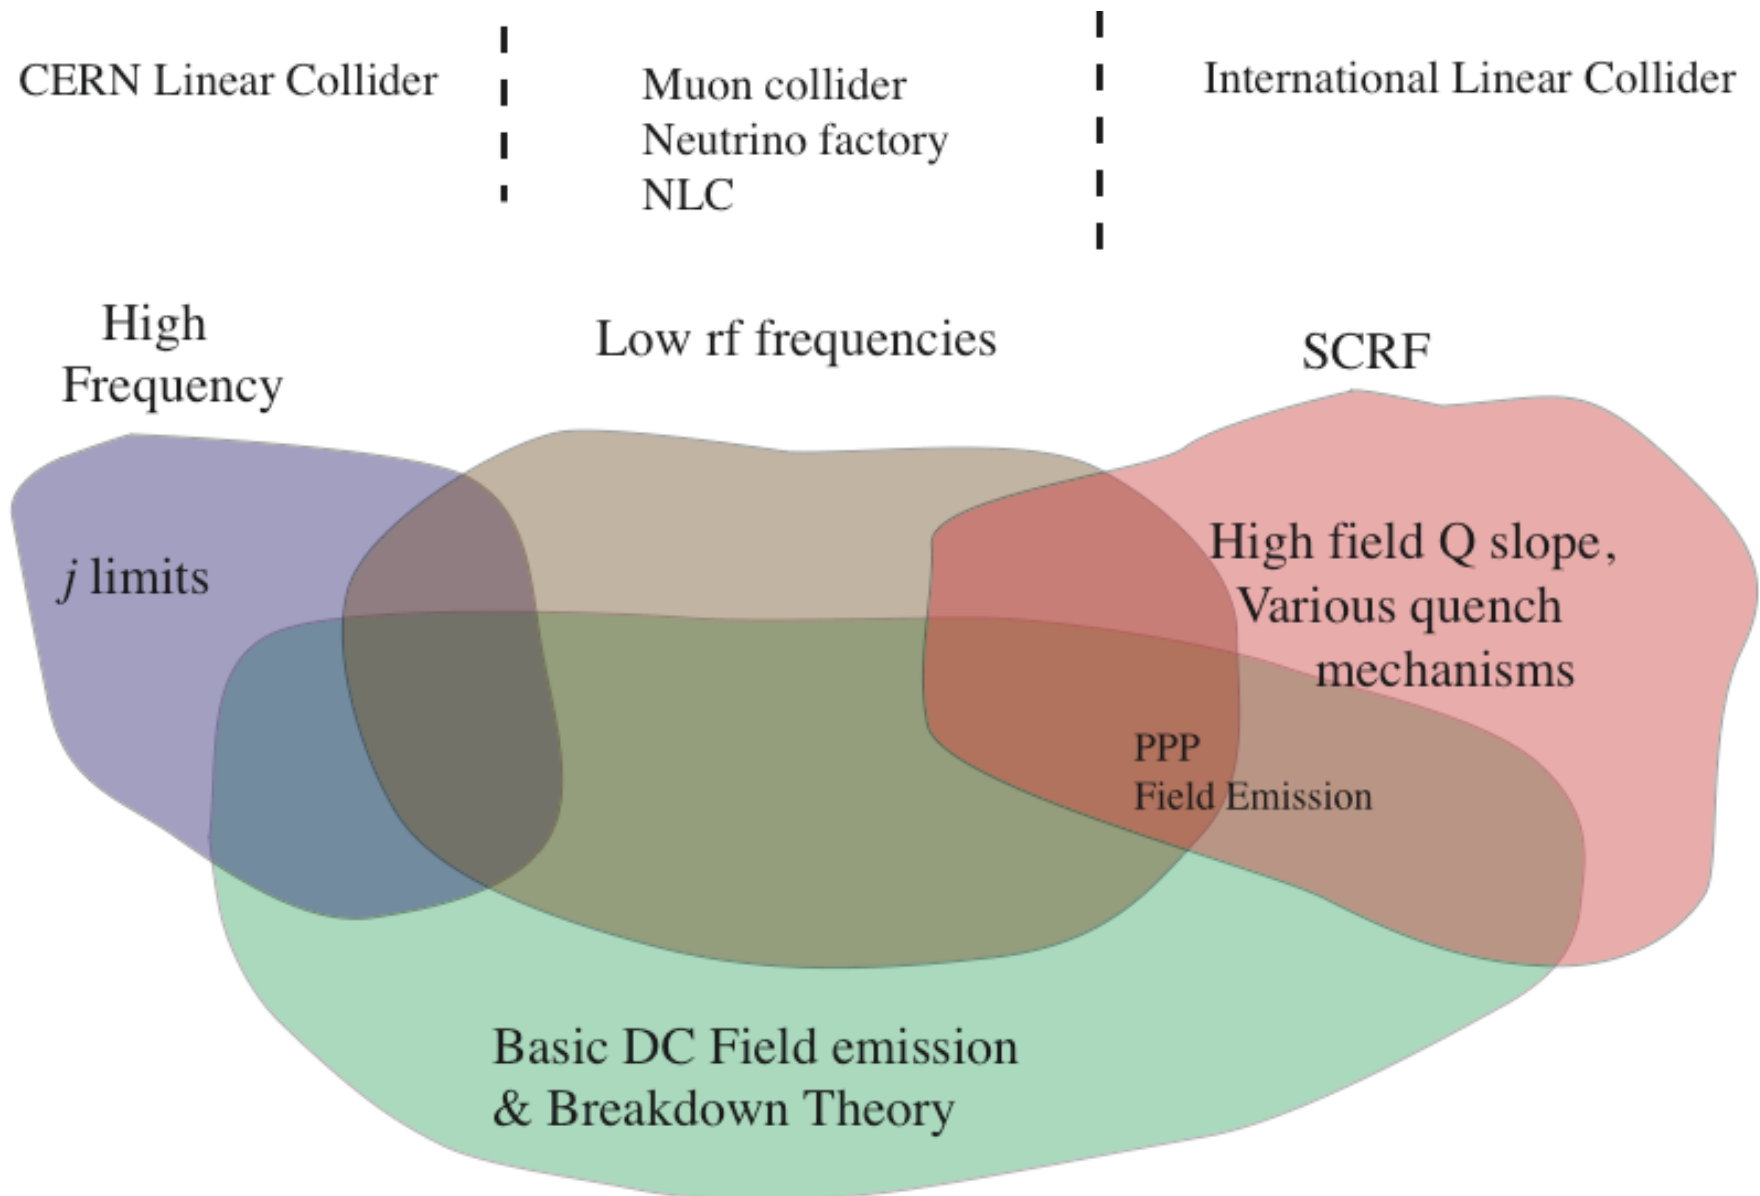 CERN Linear Collider
Muon collider
Neutrino factory
NLC
International Linear Collider
High
Frequency
Low rf frequencies
SCRF
j limits
High field Q slope,
Various quench
mechanisms
PPP
Field Emission
Basic DC Field emission
& Breakdown Theory